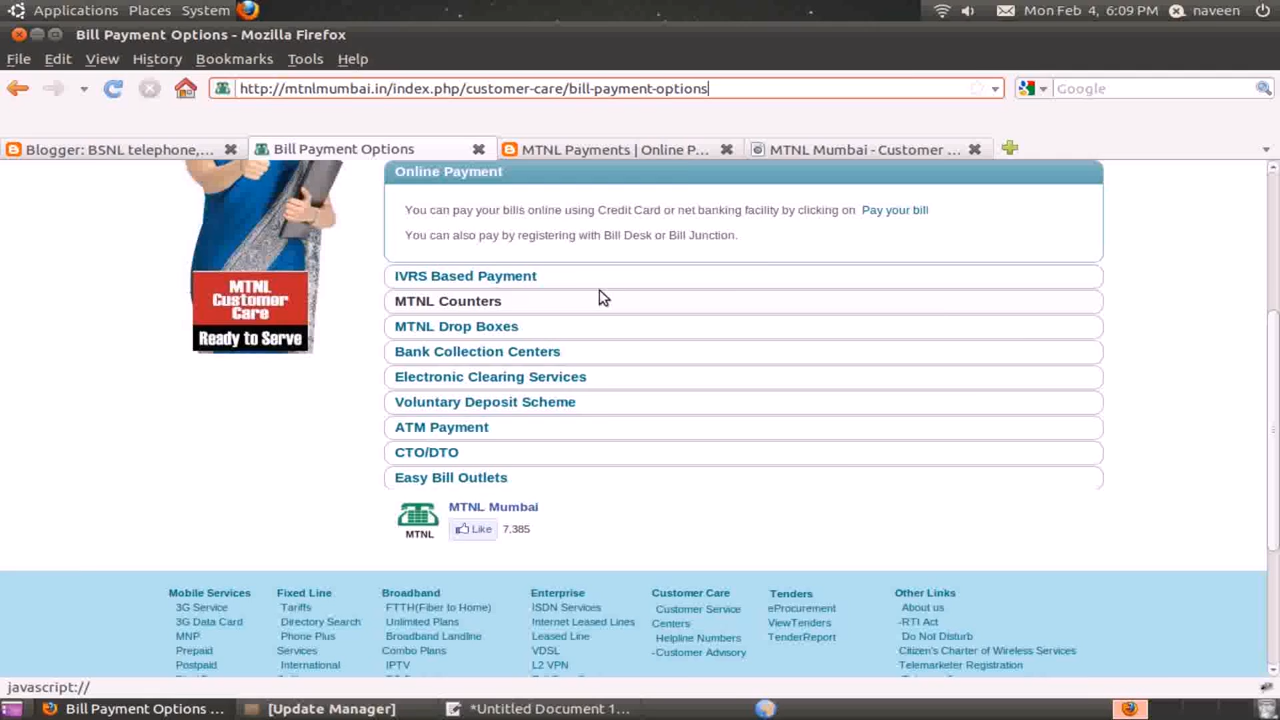 Applications Places System Mon Feb 4, 6:09 PM naveen
Bill Payment Options - Mozilla Firefox
File Edit View History Bookmarks Tools Help
http://mtnlmumbai.in/index.php/customer-care/bill-payment-options Google
Blogger: BSNL telephone,... Bill Payment Options MTNL Payments | Online P... MTNL Mumbai - Customer ...
Online Payment
You can pay your bills online using Credit Card or net banking facility by clicking on Pay your bill
You can also pay by registering with Bill Desk or Bill Junction.
IVRS Based Payment
MTNL Counters
MTNL Drop Boxes
Bank Collection Centers
Electronic Clearing Services
Voluntary Deposit Scheme
ATM Payment
CTO/DTO
Easy Bill Outlets
MTNL
Customer
Care
Ready to Serve
MTNL Mumbai
Like 7,385
MTNL
Mobile Services
3G Service
3G Data Card
MNP
Prepaid
Postpaid
Fixed Line
Tariffs
Directory Search
Phone Plus
Services
International
Broadband
FTTH(Fiber to Home)
Unlimited Plans
Broadband Landline
Combo Plans
IPTV
Enterprise
ISDN Services
Internet Leased Lines
Leased Line
VDSL
L2 VPN
Customer Care
Customer Service
Centers
Helpline Numbers
-Customer Advisory
Tenders
eProcurement
ViewTenders
TenderReport
Other Links
About us
-RTI Act
Do Not Disturb
Citizen's Charter of Wireless Services
Telemarketer Registration
javascript://
Bill Payment Options ... [Update Manager] *Untitled Document 1...